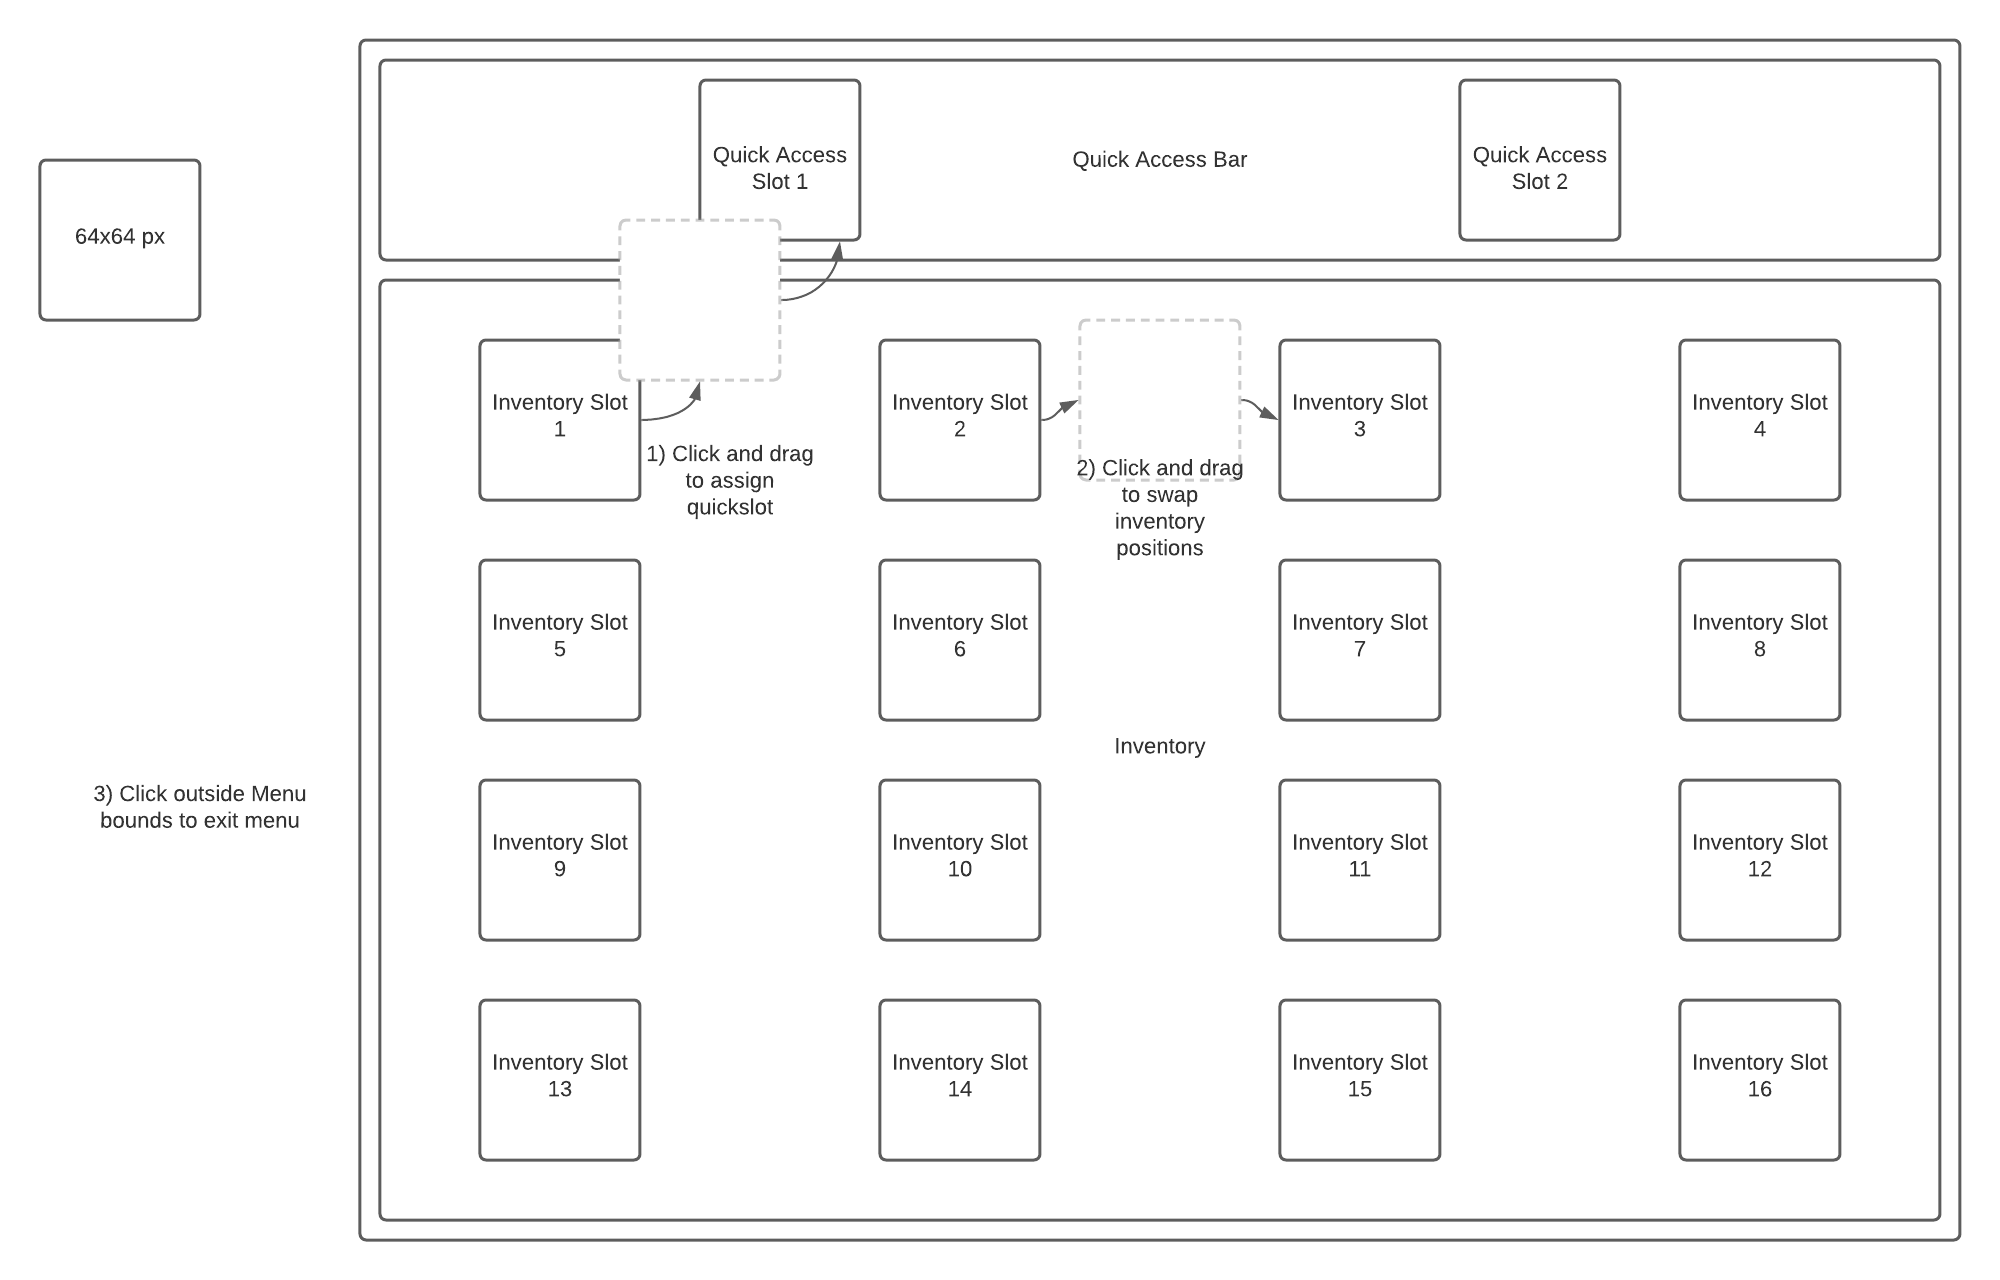 Quick Access
Slot 1
Quick Access Bar
Quick Access
Slot 2
64x64 px
Inventory Slot
1
Inventory Slot
2
Inventory Slot
3
Inventory Slot
4
1) Click and drag
to assign
quickslot
2) Click and drag
to swap
inventory
positions
Inventory Slot
5
Inventory Slot
6
Inventory Slot
7
Inventory Slot
8
Inventory
3) Click outside Menu
bounds to exit menu
Inventory Slot
9
Inventory Slot
10
Inventory Slot
11
Inventory Slot
12
Inventory Slot
13
Inventory Slot
14
Inventory Slot
15
Inventory Slot
16